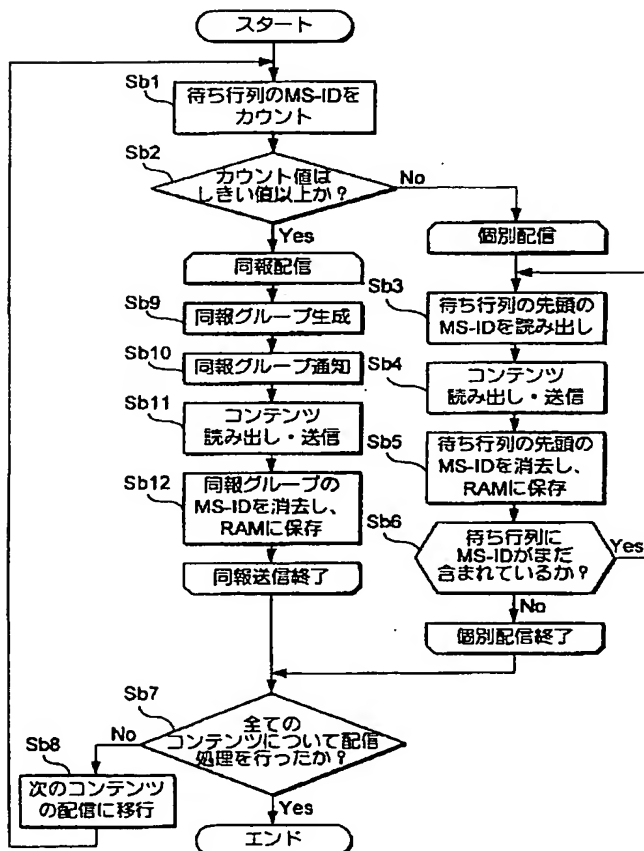 スタート
Sb1
待ち行列のMS-IDを
カウント
Sb2
カウント値は
しきい値以上か？
No
Yes
同報配信
個別配信
Sb9
同報グループ生成
Sb3
待ち行列の先頭の
MS-IDを読み出し
Sb10
同報グループ通知
Sb4
コンテンツ
読み出し・送信
Sb11
コンテンツ
読み出し・送信
Sb5
待ち行列の先頭の
MS-IDを消去し、
RAMに保存
Sb12
同報グループの
MS-IDを消去し、
RAMに保存
Sb6
待ち行列に
MS-IDがまだ
含まれているか？
Yes
同報送信終了
No
個別配信終了
Sb7
全ての
コンテンツについて配信
処理を行ったか？
No
Sb8
次のコンテンツ
の配信に移行
Yes
エンド